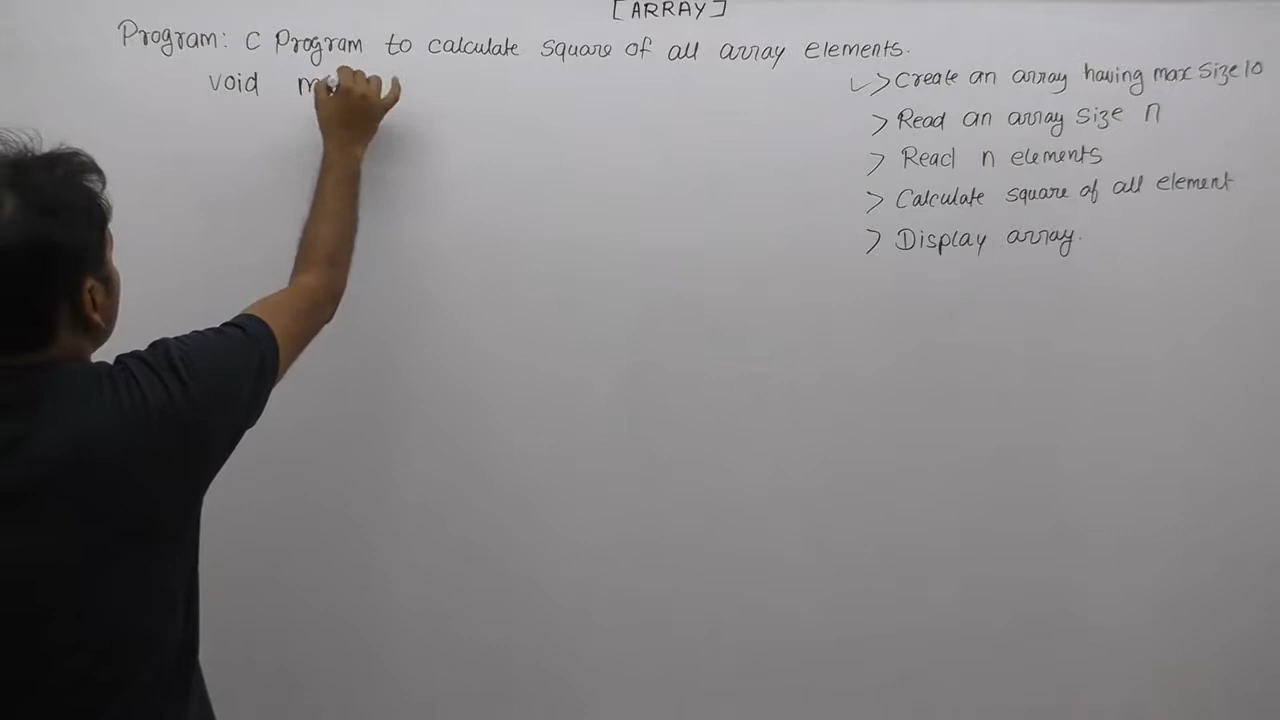 [ARRAY]
Program: C Program to calculate square of all array elements.
void
> Create an array having max size 10
> Read an array size n
> Read n elements
> Calculate square of all element
> Display array.